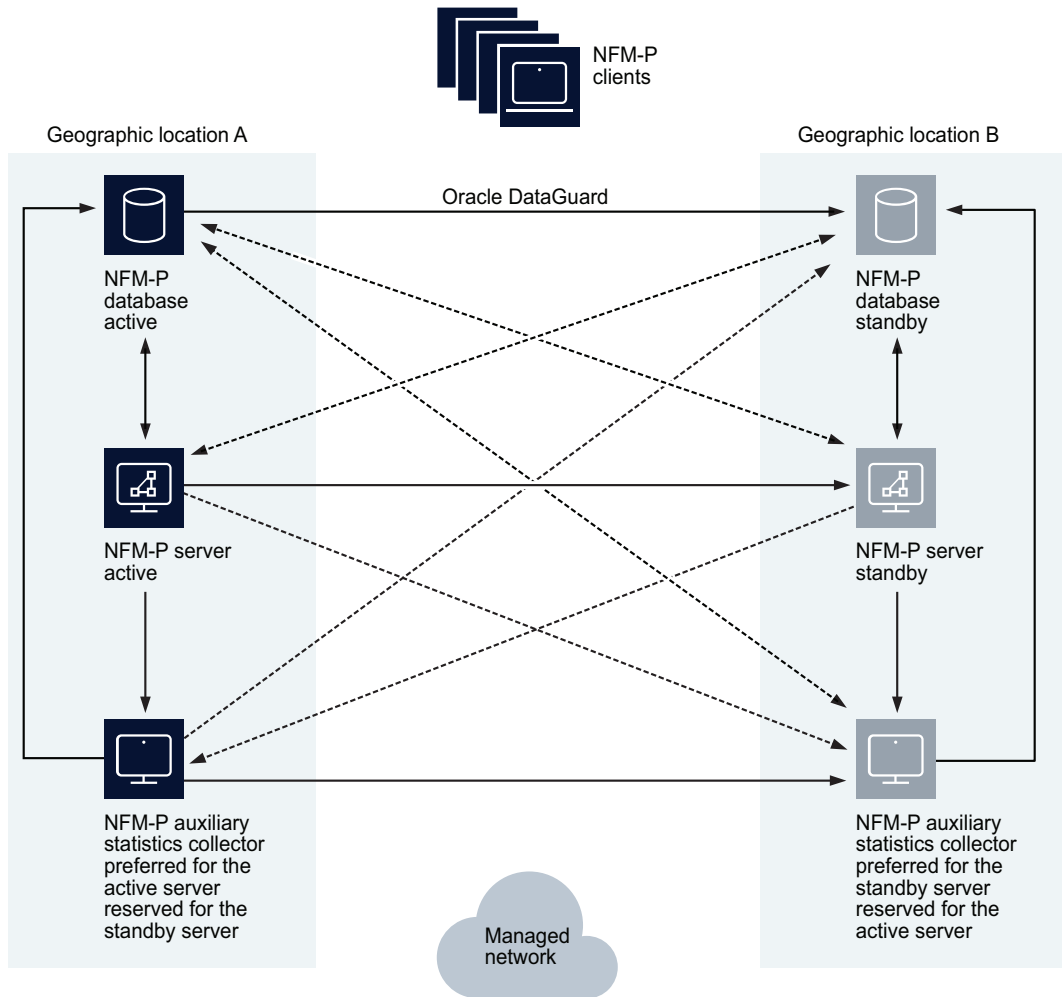 NFM-P
clients
Geographic location A
Geographic location B
Oracle DataGuard
NFM-P
database
active
NFM-P
database
standby
NFM-P server
active
NFM-P server
standby
NFM-P auxiliary
statistics collector
preferred for the
active server
reserved for the
standby server
NFM-P auxiliary
statistics collector
preferred for the
standby server
reserved for the
active server
Managed
network